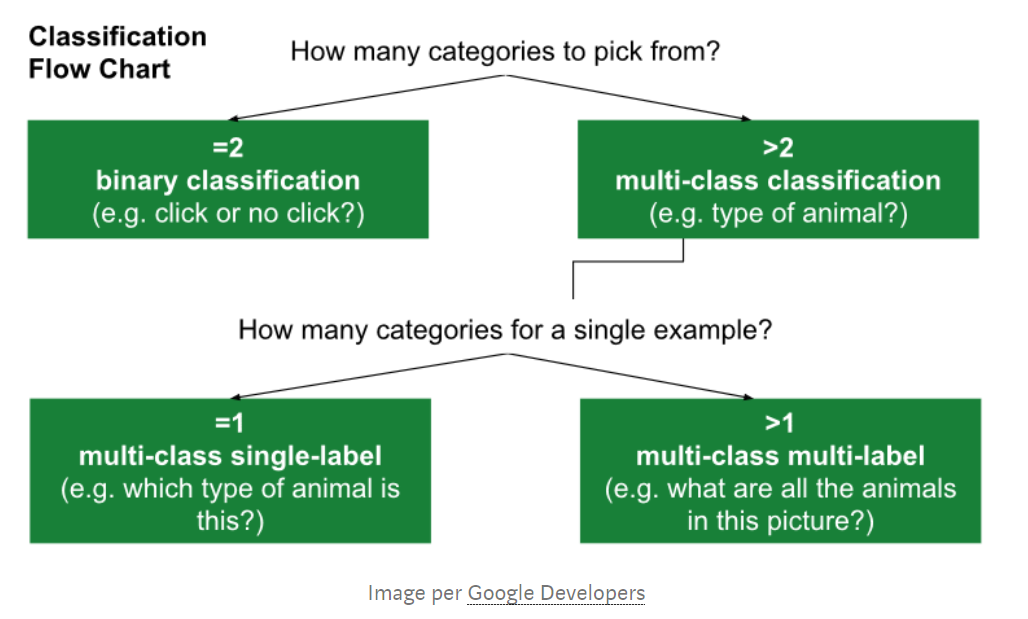 Classification
Flow Chart
How many categories to pick from?
=2
binary classification
(e.g. click or no click?)
>2
multi-class classification
(e.g. type of animal?)
How many categories for a single example?
=1
multi-class single-label
(e.g. which type of animal is
this?)
>1
multi-class multi-label
(e.g. what are all the animals
in this picture?)
Image per Google Developers